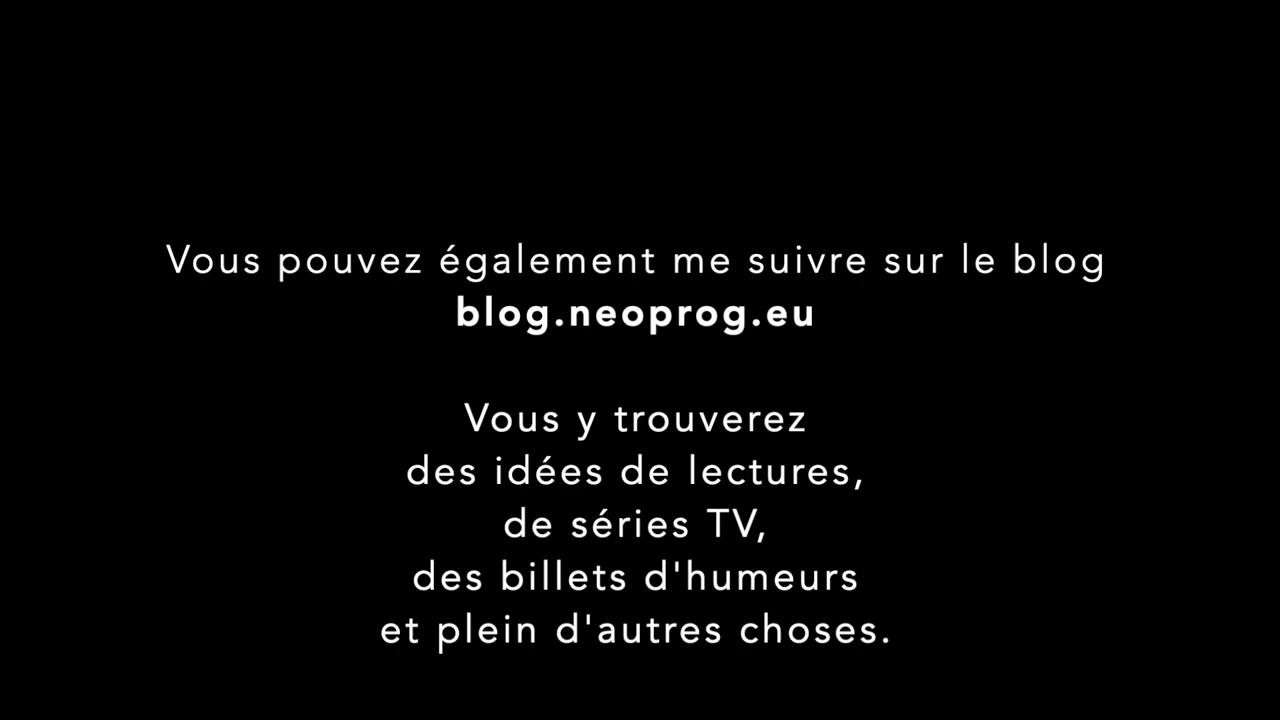 Vous pouvez également me suivre sur le blog
blog.neoprog.eu
Vous y trouverez
des idées de lectures,
de séries TV,
des billets d'humeurs
et plein d'autres choses.